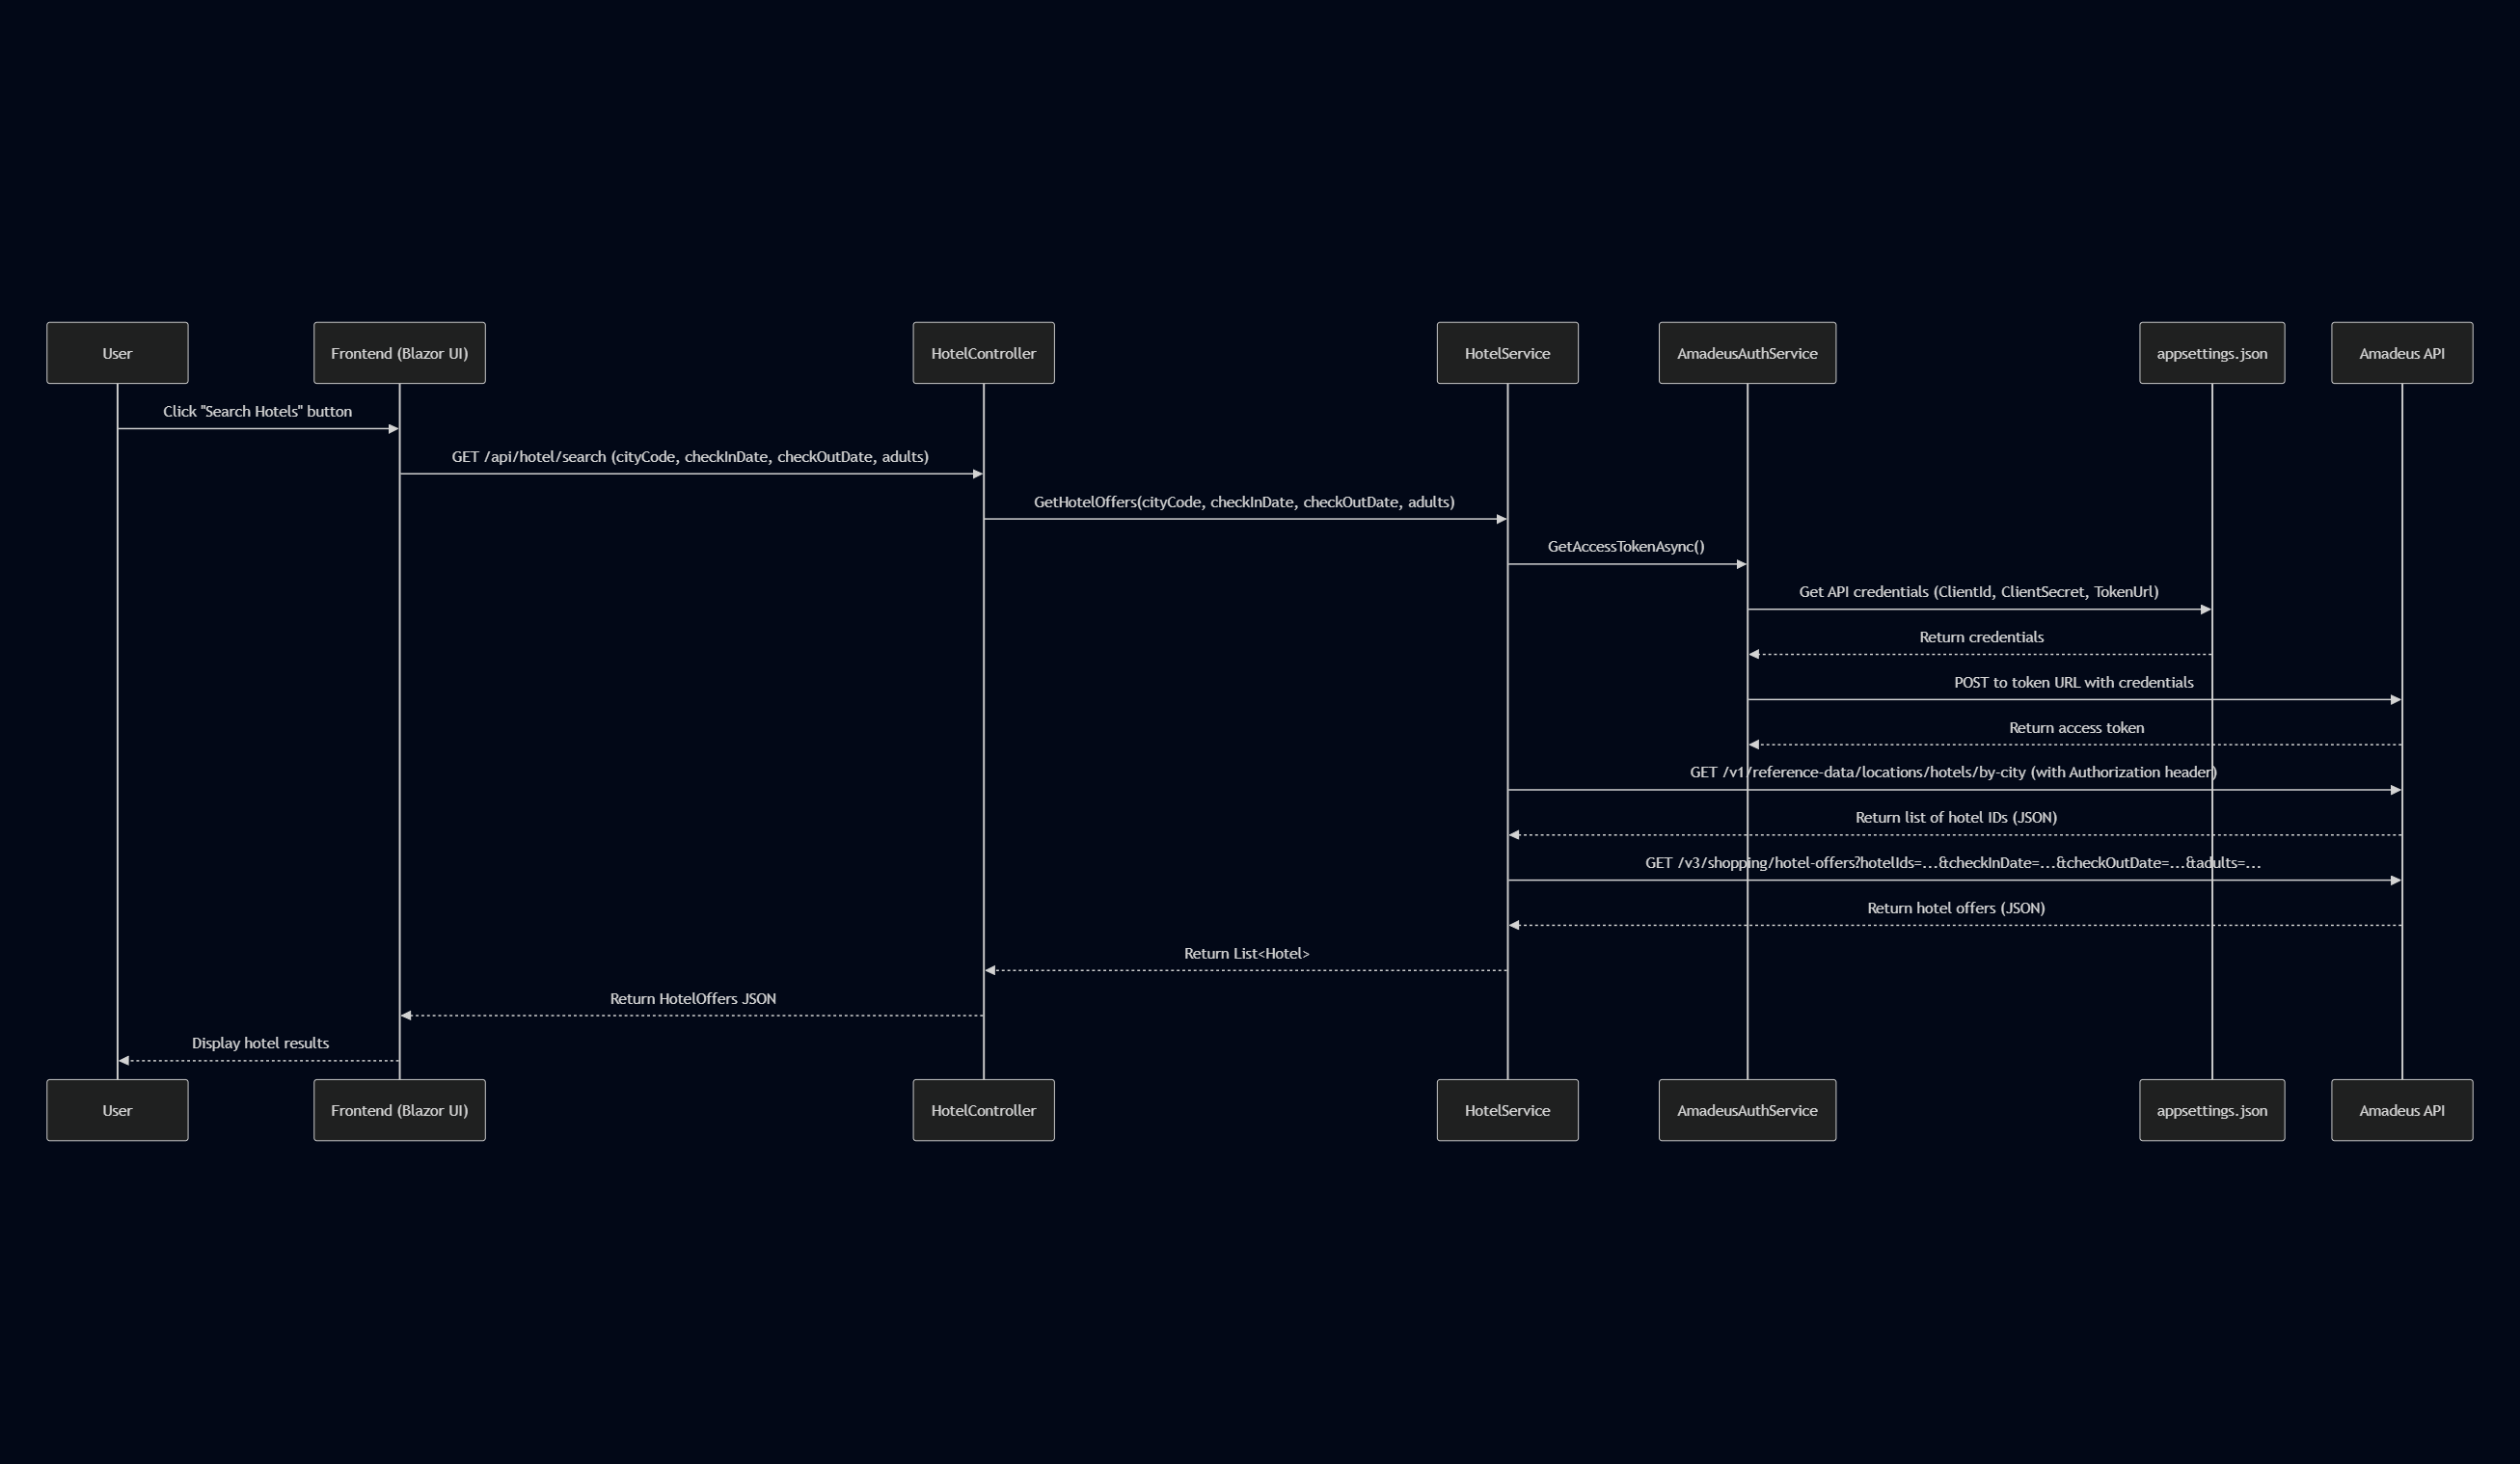 User
Frontend (Blazor UI)
HotelController
HotelService
AmadeusAuthService
appsettings.json
Amadeus API
Click "Search Hotels" button
GET /api/hotel/search (cityCode, checkInDate, checkOutDate, adults)
GetHotelOffers(cityCode, checkInDate, checkOutDate, adults)
GetAccessTokenAsync()
Get API credentials (ClientId, ClientSecret, TokenUrl)
Return credentials
POST to token URL with credentials
Return access token
GET /v1/reference-data/locations/hotels/by-city (with Authorization header)
Return list of hotel IDs (JSON)
GET /v3/shopping/hotel-offers?hotelIds=...&checkInDate=...&checkOutDate=...&adults=...
Return hotel offers (JSON)
Return List<Hotel>
Return HotelOffers JSON
Display hotel results
User
Frontend (Blazor UI)
HotelController
HotelService
AmadeusAuthService
appsettings.json
Amadeus API